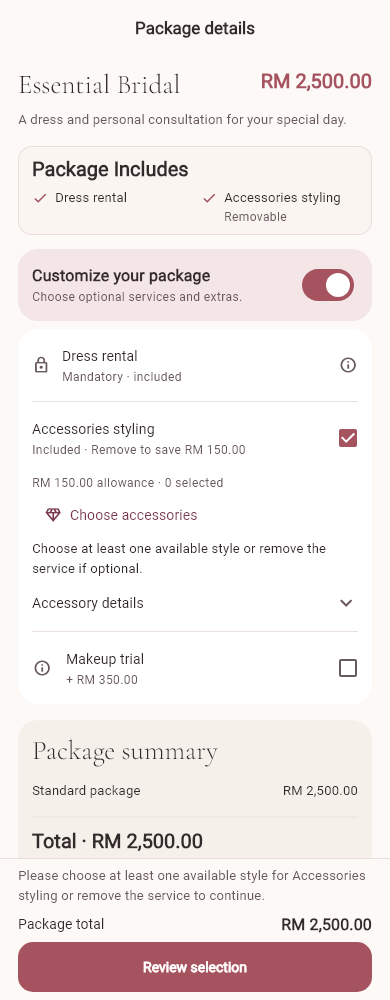 Package details
Essential Bridal
RM 2,500.00
A dress and personal consultation for your special day.
Package Includes
Dress rental
Accessories styling
Removable
Customize your package
Choose optional services and extras.
Dress rental
Mandatory · included
Accessories styling
Included · Remove to save RM 150.00
RM 150.00 allowance · 0 selected
Choose accessories
Choose at least one available style or remove the
service if optional.
Accessory details
Makeup trial
+ RM 350.00
Package summary
Standard package
RM 2,500.00
Total · RM 2,500.00
Please choose at least one available style for Accessories
styling or remove the service to continue.
Package total
RM 2,500.00
Review selection